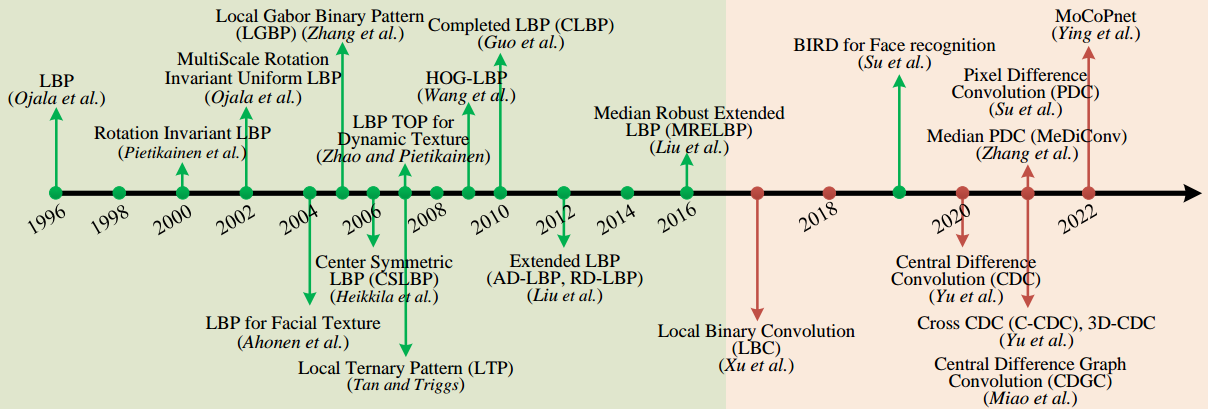 LBP
(Ojala et al.)
Rotation Invariant LBP
(Pietikainen et al.)
MultiScale Rotation
Invariant Uniform LBP
(Ojala et al.)
Local Gabor Binary Pattern
(LGBP) (Zhang et al.)
LBP TOP for
Dynamic Texture
(Zhao and Pietikainen)
HOG-LBP
(Wang et al.)
Completed LBP (CLBP)
(Guo et al.)
Median Robust Extended
LBP (MRELBP)
(Liu et al.)
BIRD for Face recognition
(Su et al.)
MoCoPnet
(Ying et al.)
Pixel Difference
Convolution (PDC)
(Su et al.)
Median PDC (MeDiConv)
(Zhang et al.)
1996
1998
2000
2002
2004
2006
2008
2010
2012
2014
2016
2018
2020
2022
LBP for Facial Texture
(Ahonen et al.)
Center Symmetric
LBP (CSLBP)
(Heikkila et al.)
Local Ternary Pattern (LTP)
(Tan and Triggs)
Extended LBP
(AD-LBP, RD-LBP)
(Liu et al.)
Local Binary Convolution
(LBC)
(Xu et al.)
Central Difference
Convolution (CDC)
(Yu et al.)
Cross CDC (C-CDC), 3D-CDC
(Yu et al.)
Central Difference Graph
Convolution (CDGC)
(Miao et al.)